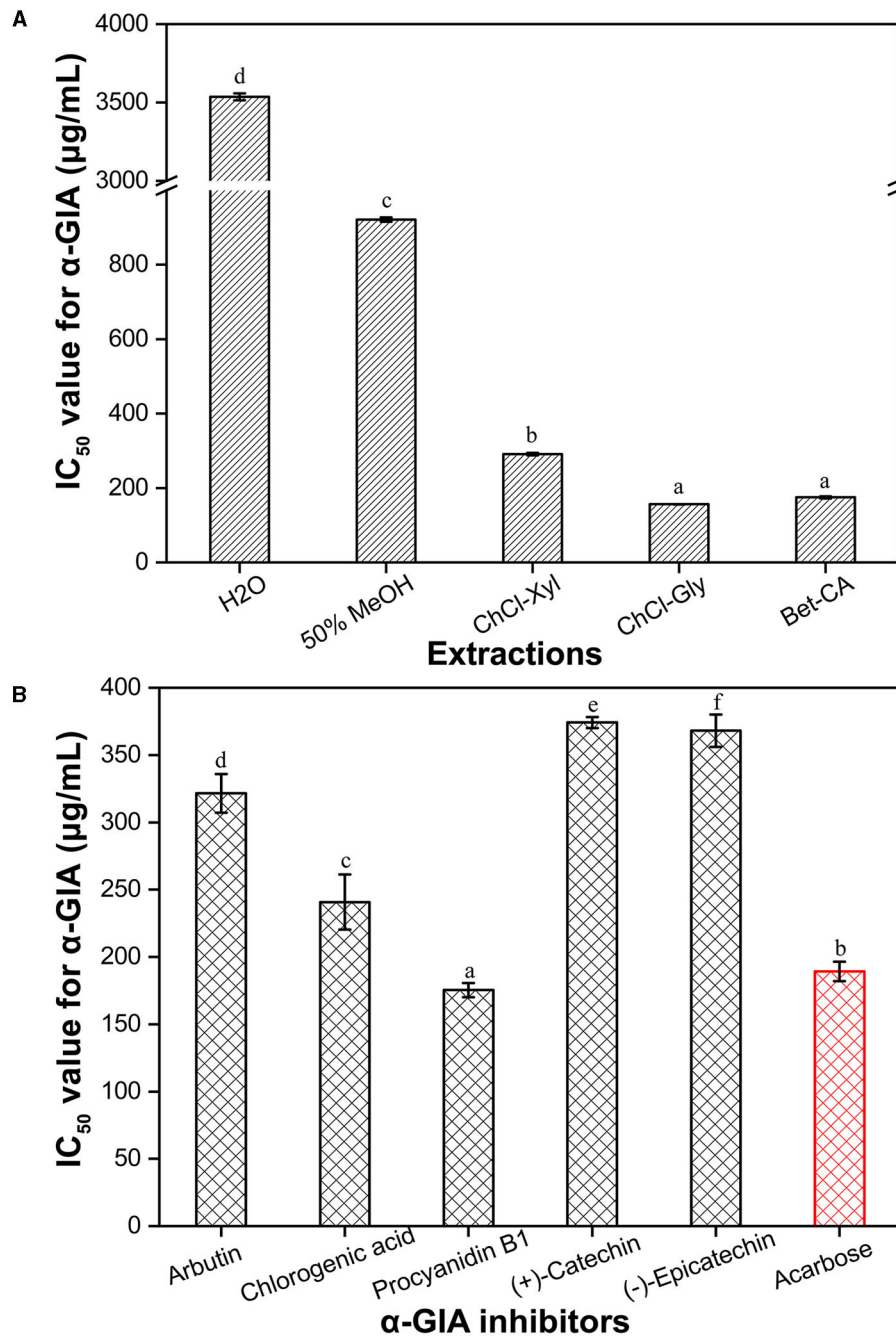 A
IC50 value for α-GIA (μg/mL)
4000
3500
3000
800
600
400
200
0
d
c
b
a
a
H2O
50% MeOH
ChCl-Xyl
ChCl-Gly
Bet-CA
Extractions
B
IC50 value for α-GIA (μg/mL)
400
350
300
250
200
150
100
50
0
d
c
a
e
f
b
Arbutin
Chlorogenic acid
Procyanidin B1
(+)-Catechin
(-)-Epicatechin
Acarbose
α-GIA inhibitors